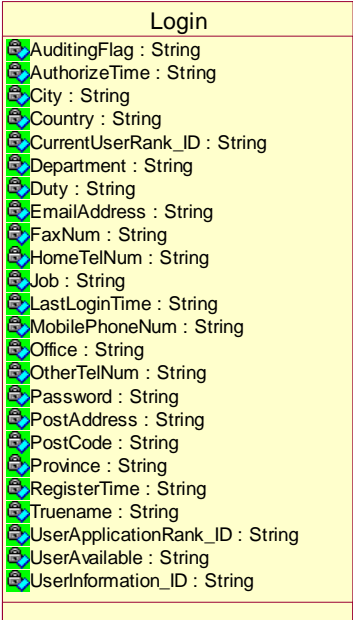 Login
AuditingFlag : String
AuthorizeTime : String
City : String
Country : String
CurrentUserRank_ID : String
Department : String
Duty : String
EmailAddress : String
FaxNum : String
HomeTelNum : String
Job : String
LastLoginTime : String
MobilePhoneNum : String
Office : String
OtherTelNum : String
Password : String
PostAddress : String
PostCode : String
Province : String
RegisterTime : String
Truename : String
UserApplicationRank_ID : String
UserAvailable : String
UserInformation_ID : String